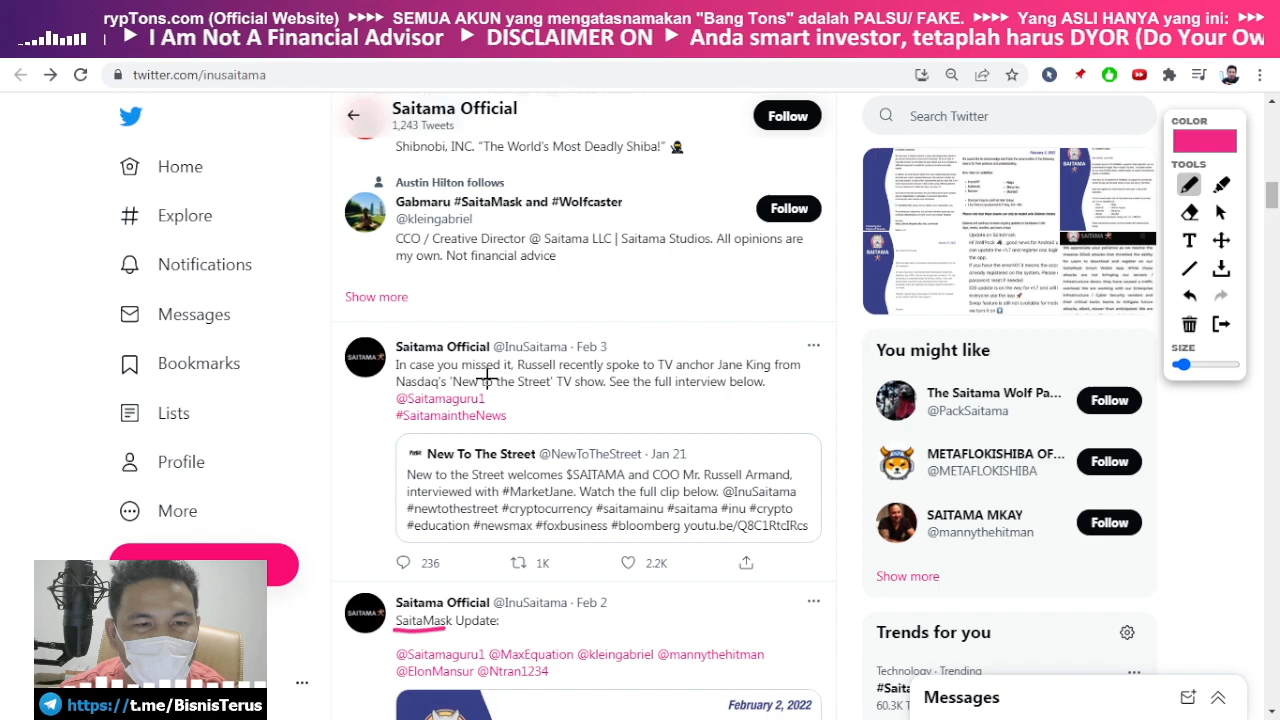 rypTons.com (Official Website) ►►►► SEMUA AKUN yang mengatasnamakan "Bang Tons" adalah PALSU/ FAKE. ►►►► Yang ASLI HANYA yang ini: ►►►
► I Am Not A Financial Advisor ► DISCLAIMER ON ► Anda smart investor, tetaplah harus DYOR (Do Your Ow
twitter.com/inusaitama
Saitama Official
1,243 Tweets
Follow
Search Twitter
Home
Explore
Notifications
Messages
Bookmarks
Lists
Profile
More
https://t.me/BisnisTerus
Shibnobi, INC. "The World's Most Deadly Shiba!"
Austin Hilton follows
Manu #SaitaMask and #Wolfcaster
@kleingabriel
Follow
CTO / Creative Director @ Saitama LLC | SaitamaStudios. All opinions are
my own. Not financial advice
Show more
Saitama Official @InuSaitama · Feb 3
In case you missed it, Russell recently spoke to TV anchor Jane King from
Nasdaq's 'New to the Street' TV show. See the full interview below.
@Saitamaguru1
#SaitamaintheNews
New To The Street @NewToTheStreet · Jan 21
New to the Street welcomes $SAITAMA and COO Mr. Russell Armand,
interviewed with #MarketJane. Watch the full clip below. @InuSaitama
#newtothestreet #cryptocurrency #saitamainu #saitama #inu #crypto
#education #newsmax #foxbusiness #bloomberg youtu.be/Q8C1RtcIRcs
236
1K
2.2K
Saitama Official @InuSaitama · Feb 2
SaitaMask Update:
@Saitamaguru1 @MaxEquation @kleingabriel @mannythehitman
@ElonMansur @Ntran1234
February 2, 2022
You might like
The Saitama Wolf Pa...
@PackSaitama
Follow
METAFLOKISHIBA OF...
@METAFLOKISHIBA
Follow
SAITAMA MKAY
@mannythehitman
Follow
Show more
Trends for you
Technology · Trending
#Saita
60.3K T
Messages
COLOR
TOOLS
SIZE